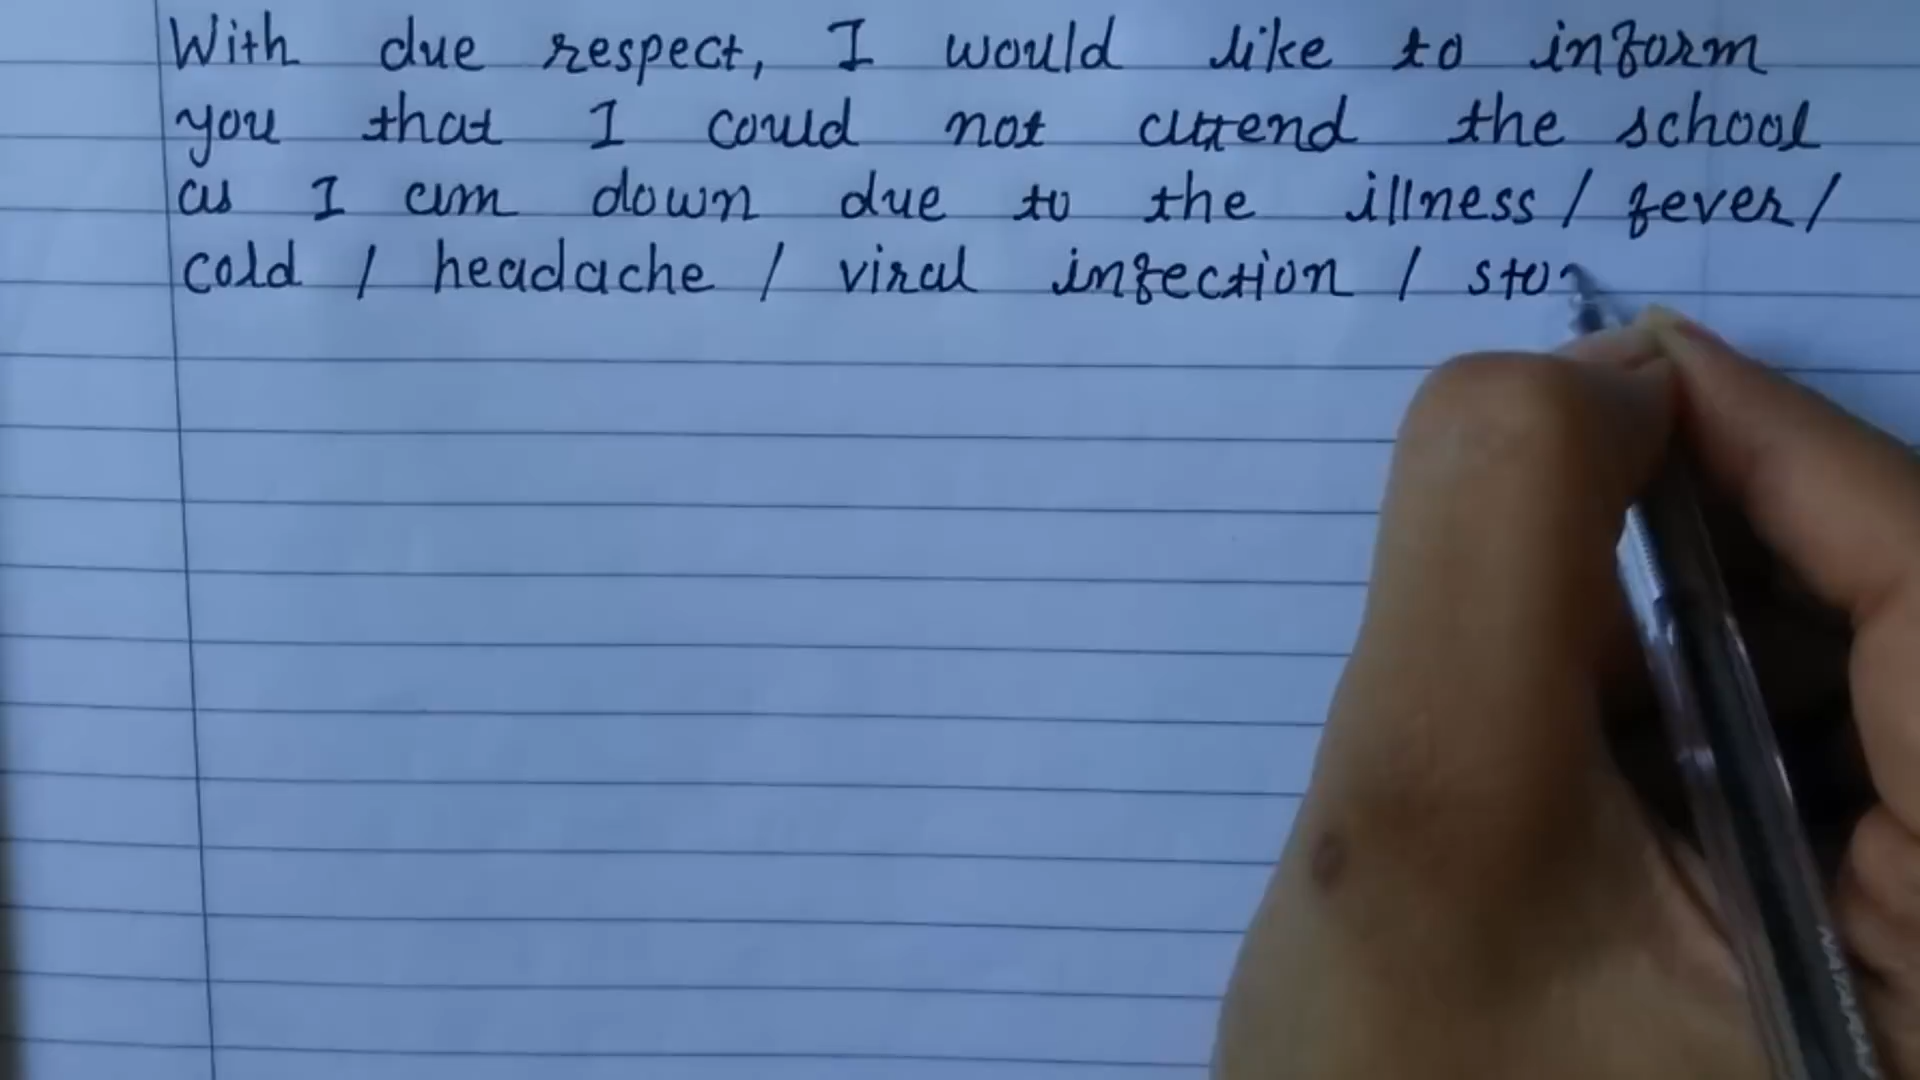 With due respect, I would like to inform
you that I could not attend the school
as I am down due to the illness / fever /
cold / headache / viral infection / sto